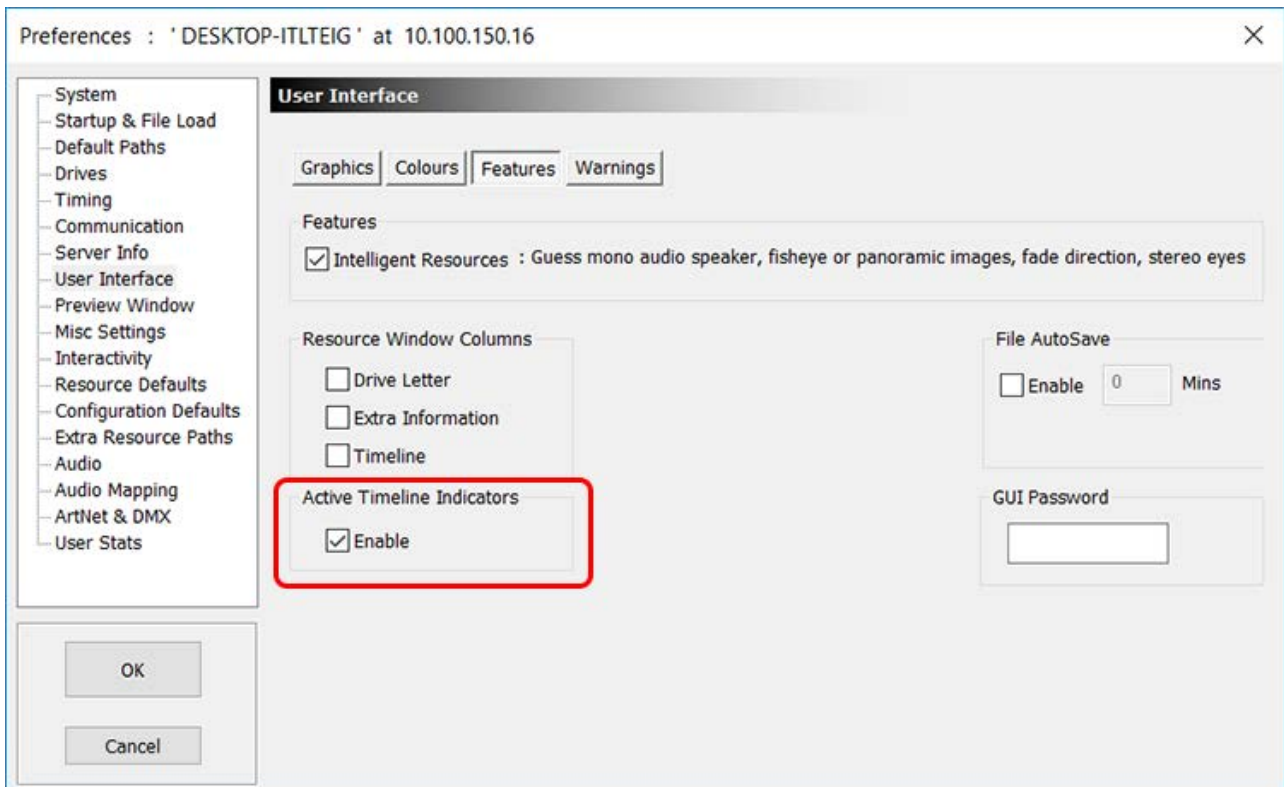 Preferences : ' DESKTOP-ITLTEIG ' at 10.100.150.16
System
Startup & File Load
Default Paths
Drives
Timing
Communication
Server Info
User Interface
Preview Window
Misc Settings
Interactivity
Resource Defaults
Configuration Defaults
Extra Resource Paths
Audio
Audio Mapping
ArtNet & DMX
User Stats
OK
Cancel
User Interface
Graphics Colours Features Warnings
Features
Intelligent Resources : Guess mono audio speaker, fisheye or panoramic images, fade direction, stereo eyes
Resource Window Columns
Drive Letter
Extra Information
Timeline
File AutoSave
Enable 0 Mins
Active Timeline Indicators
Enable
GUI Password